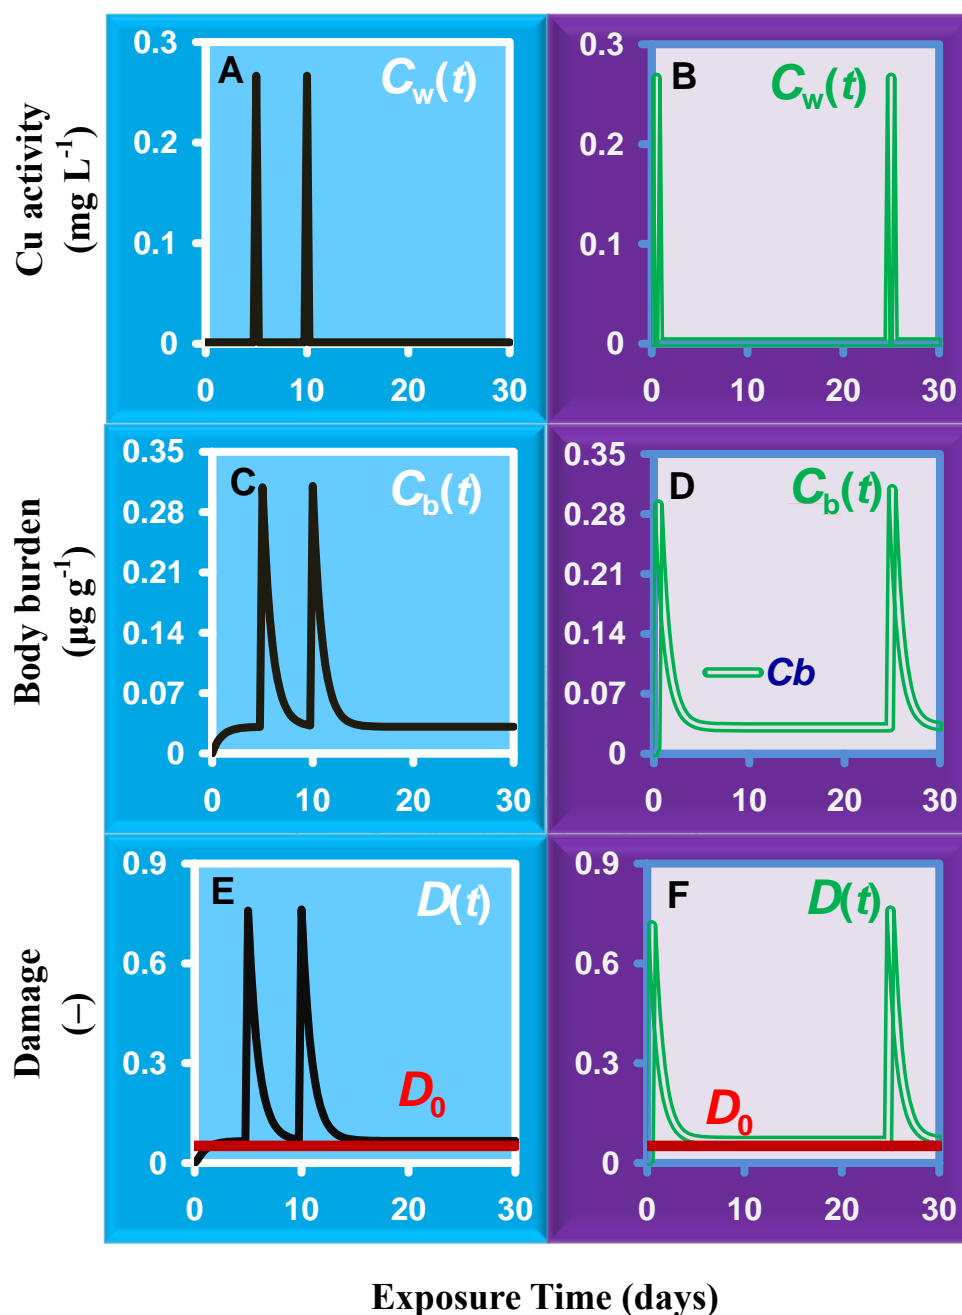 Cu activity
(mg L-1)
0.3
0.2
0.1
0
A
Cw(t)
0 10 20 30
0.3
0.2
0.1
0
B
Cw(t)
0 10 20 30
Body burden
(μg g-1)
0.35
0.28
0.21
0.14
0.07
0
C
Cb(t)
0 10 20 30
0.35
0.28
0.21
0.14
0.07
0
D
Cb(t)
Cb
0 10 20 30
Damage
(–)
0.9
0.6
0.3
0
E
D(t)
D0
0 10 20 30
0.9
0.6
0.3
0
F
D(t)
D0
0 10 20 30
Exposure Time (days)